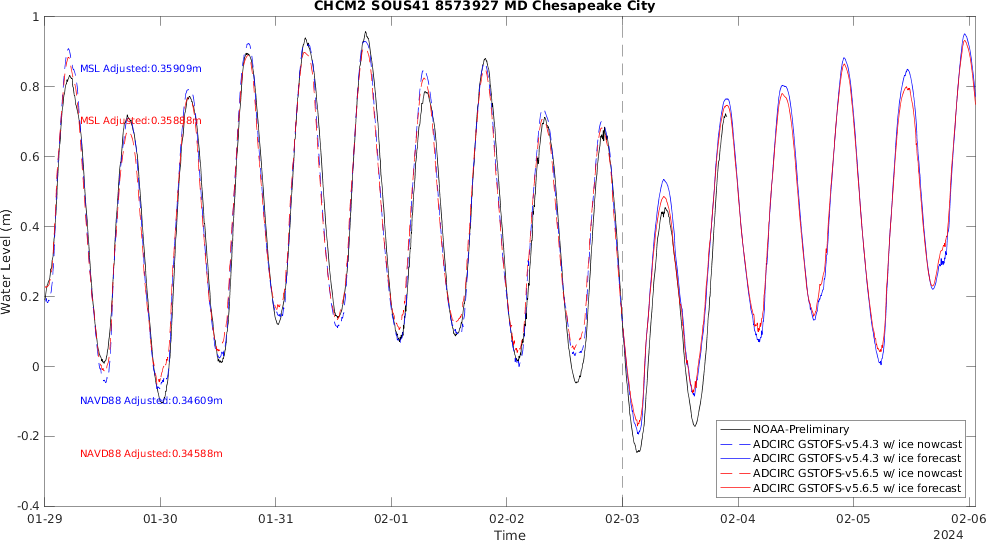 CHCM2 SOUS41 8573927 MD Chesapeake City
1
0.8
0.6
0.4
0.2
0
-0.2
-0.4
Water Level (m)
MSL Adjusted:0.35909m
MSL Adjusted:0.35888m
NAVD88 Adjusted:0.34609m
NAVD88 Adjusted:0.34588m
NOAA-Preliminary
ADCIRC GSTOFS-v5.4.3 w/ ice nowcast
ADCIRC GSTOFS-v5.4.3 w/ ice forecast
ADCIRC GSTOFS-v5.6.5 w/ ice nowcast
ADCIRC GSTOFS-v5.6.5 w/ ice forecast
01-29 01-30 01-31 02-01 02-02 02-03 02-04 02-05 02-06
Time
2024